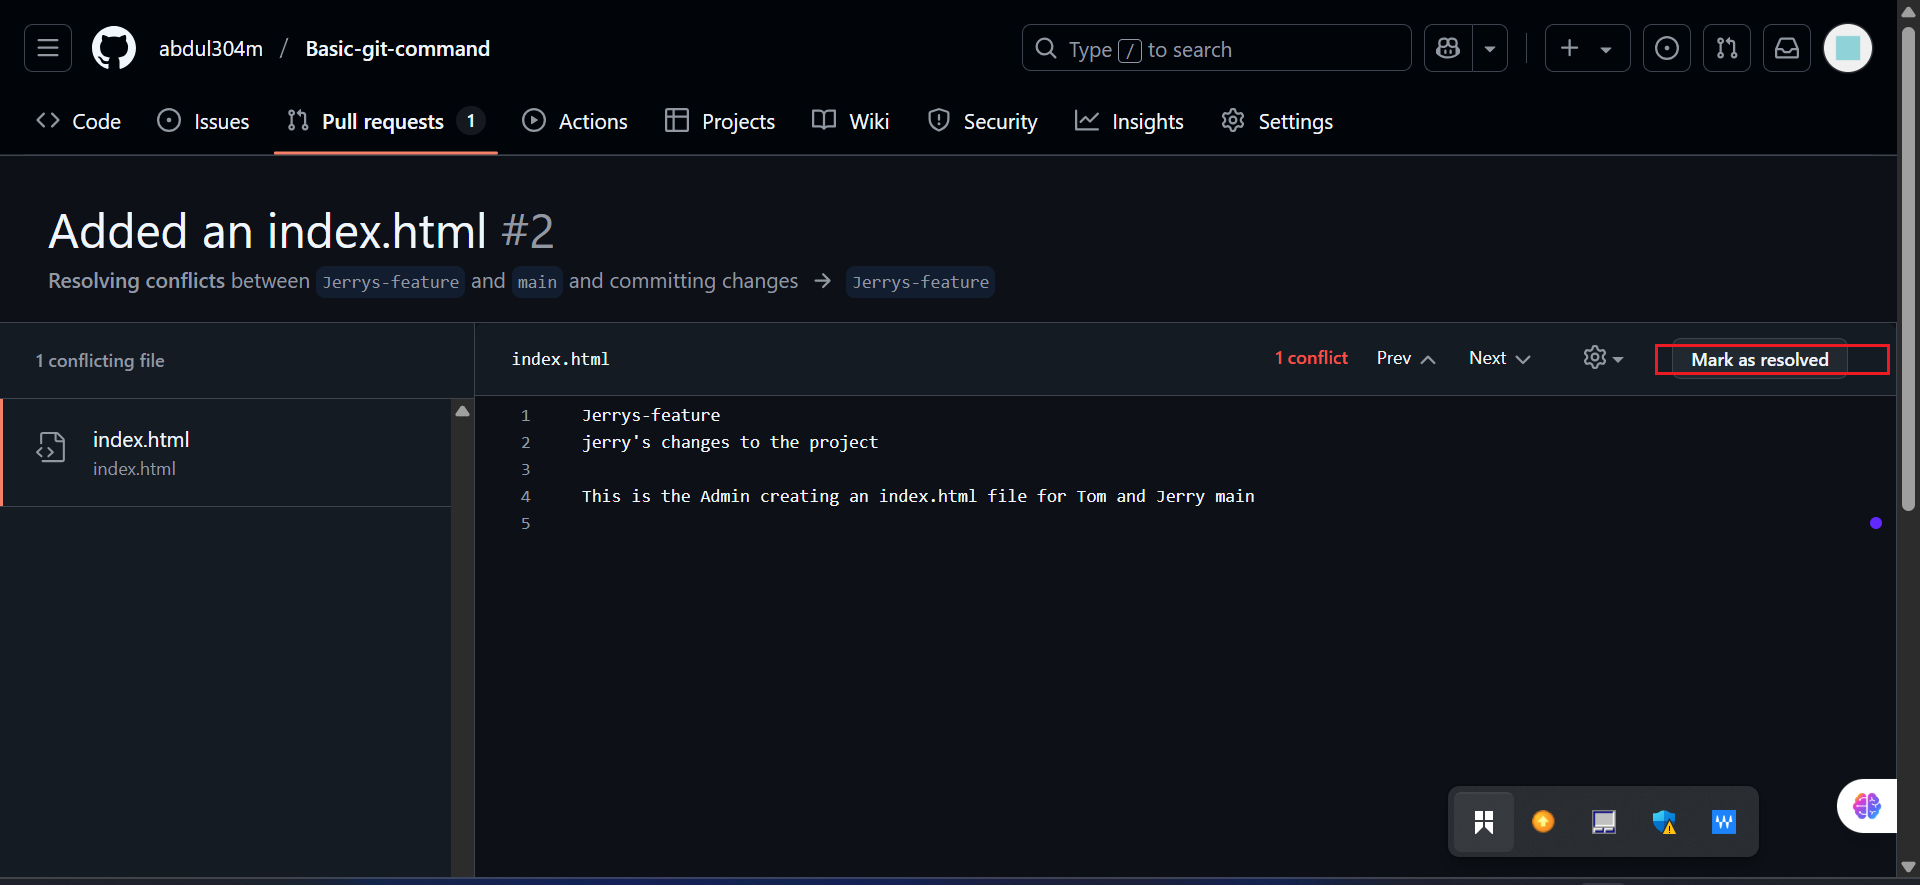 abdul304m / Basic-git-command
Type / to search
Code Issues Pull requests 1 Actions Projects Wiki Security Insights Settings
Added an index.html #2
Resolving conflicts between Jerrys-feature and main and committing changes → Jerrys-feature
1 conflicting file
index.html 1 conflict Prev Next Mark as resolved
index.html
index.html
1 Jerrys-feature
2 jerry's changes to the project
3
4 This is the Admin creating an index.html file for Tom and Jerry main
5